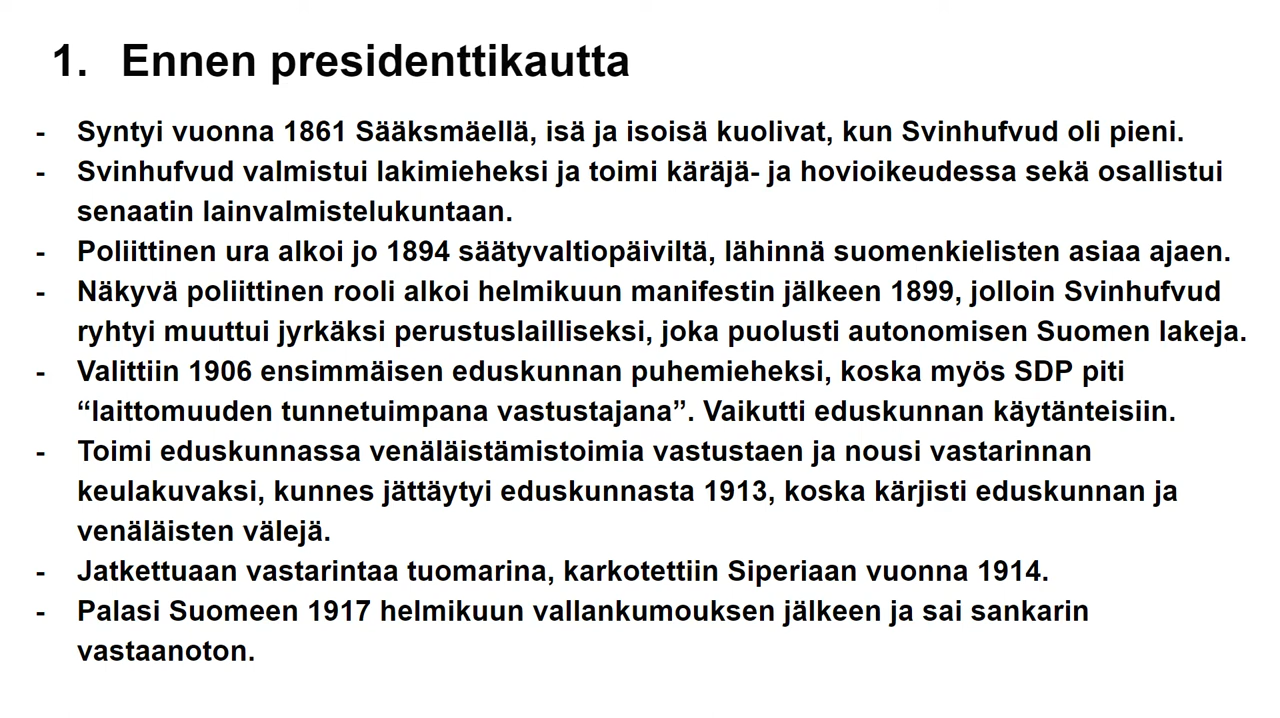 1. Ennen presidenttikautta
- Syntyi vuonna 1861 Sääksmäellä, isä ja isoisä kuolivat, kun Svinhufvud oli pieni.
- Svinhufvud valmistui lakimieheksi ja toimi käräjä- ja hovioikeudessa sekä osallistui
senaatin lainvalmistelukuntaan.
- Poliittinen ura alkoi jo 1894 säätyvaltiopäiviltä, lähinnä suomenkielisten asiaa ajaen.
- Näkyvä poliittinen rooli alkoi helmikuun manifestin jälkeen 1899, jolloin Svinhufvud
ryhtyi muuttui jyrkäksi perustuslailliseksi, joka puolusti autonomisen Suomen lakeja.
- Valittiin 1906 ensimmäisen eduskunnan puhemieheksi, koska myös SDP piti
“laittomuuden tunnetuimpana vastustajana”. Vaikutti eduskunnan käytänteisiin.
- Toimi eduskunnassa venäläistämistoimia vastustaen ja nousi vastarinnan
keulakuvaksi, kunnes jättäytyi eduskunnasta 1913, koska kärjisti eduskunnan ja
venäläisten välejä.
- Jatkettuaan vastarintaa tuomarina, karkotettiin Siperiaan vuonna 1914.
- Palasi Suomeen 1917 helmikuun vallankumouksen jälkeen ja sai sankarin
vastaanoton.